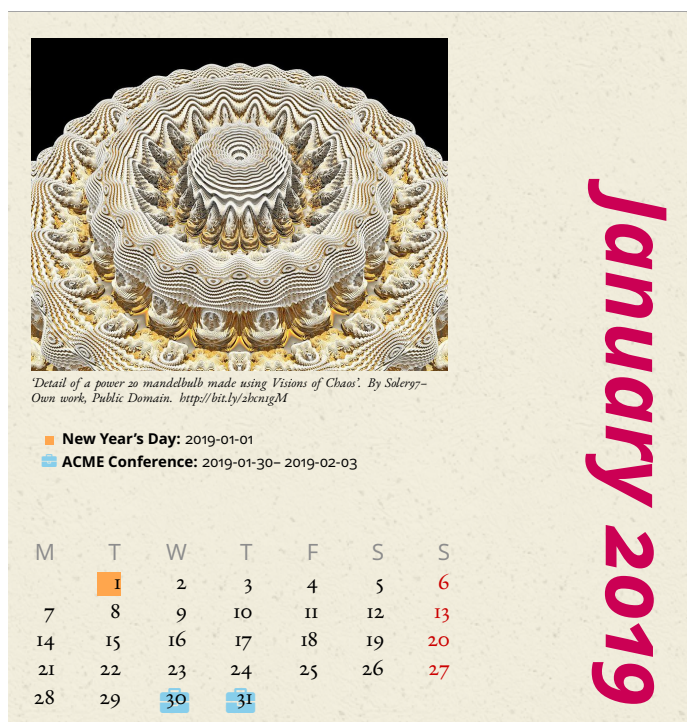 ‘Detail of a power 20 mandelbulb made using Visions of Chaos’. By Soler97–
Own work, Public Domain. http://bit.ly/2hcn1gM
New Year’s Day: 2019-01-01
ACME Conference: 2019-01-30– 2019-02-03
January 2019
M T W T F S S
1 2 3 4 5 6
7 8 9 10 11 12 13
14 15 16 17 18 19 20
21 22 23 24 25 26 27
28 29 30 31